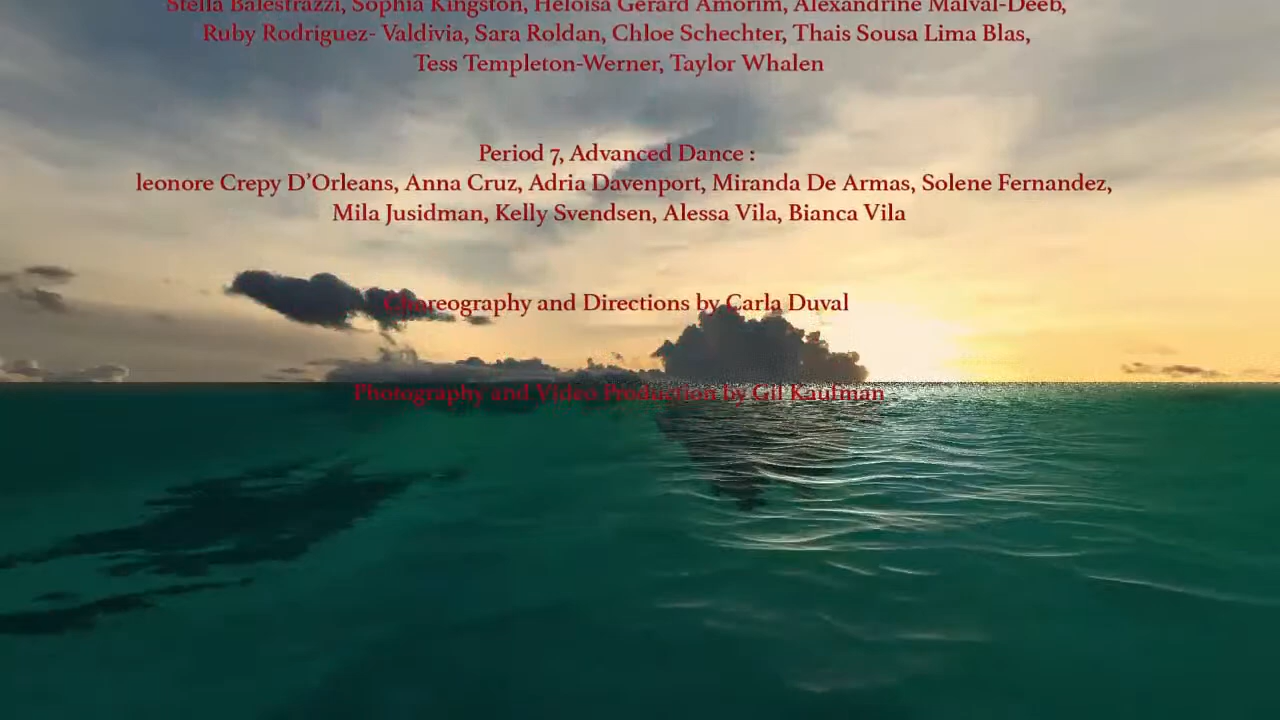 Stella Balestrazzi, Sophia Kingston, Heloisa Gerard Amorim, Alexandrine Malval-Deeb,
Ruby Rodriguez- Valdivia, Sara Roldan, Chloe Schechter, Thais Sousa Lima Blas,
Tess Templeton-Werner, Taylor Whalen
Period 7, Advanced Dance :
leonore Crepy D’Orleans, Anna Cruz, Adria Davenport, Miranda De Armas, Solene Fernandez,
Mila Jusidman, Kelly Svendsen, Alessa Vila, Bianca Vila
Choreography and Directions by Carla Duval
Photography and Video Production by Gil Kaufman